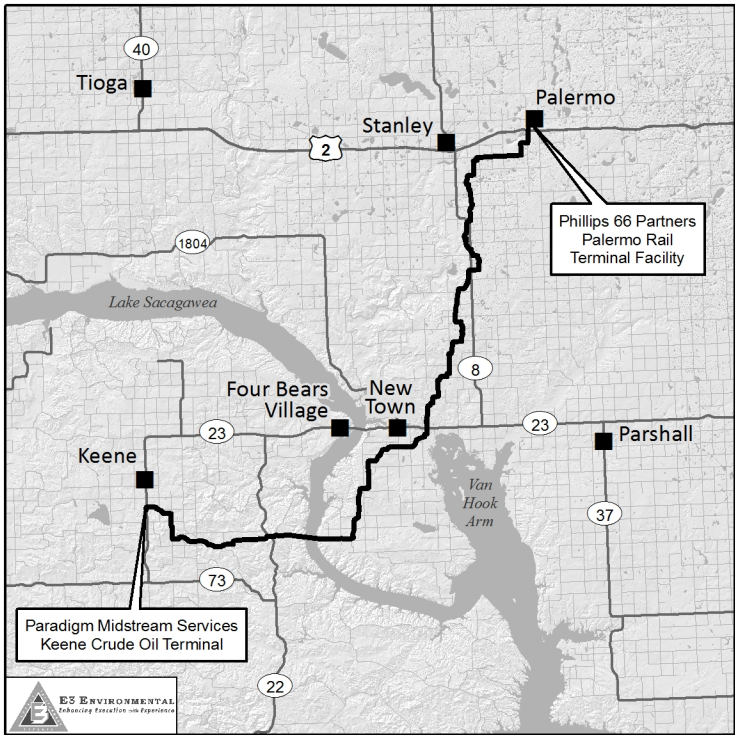 40
Tioga
Palermo
Stanley
2
Phillips 66 Partners
Palermo Rail
Terminal Facility
1804
Lake Sacagawea
8
Four Bears
Village
New
Town
23
23
Parshall
Keene
Van
Hook
Arm
37
73
Paradigm Midstream Services
Keene Crude Oil Terminal
22
E3
E3 ENVIRONMENTAL
Enhancing Execution with Experience